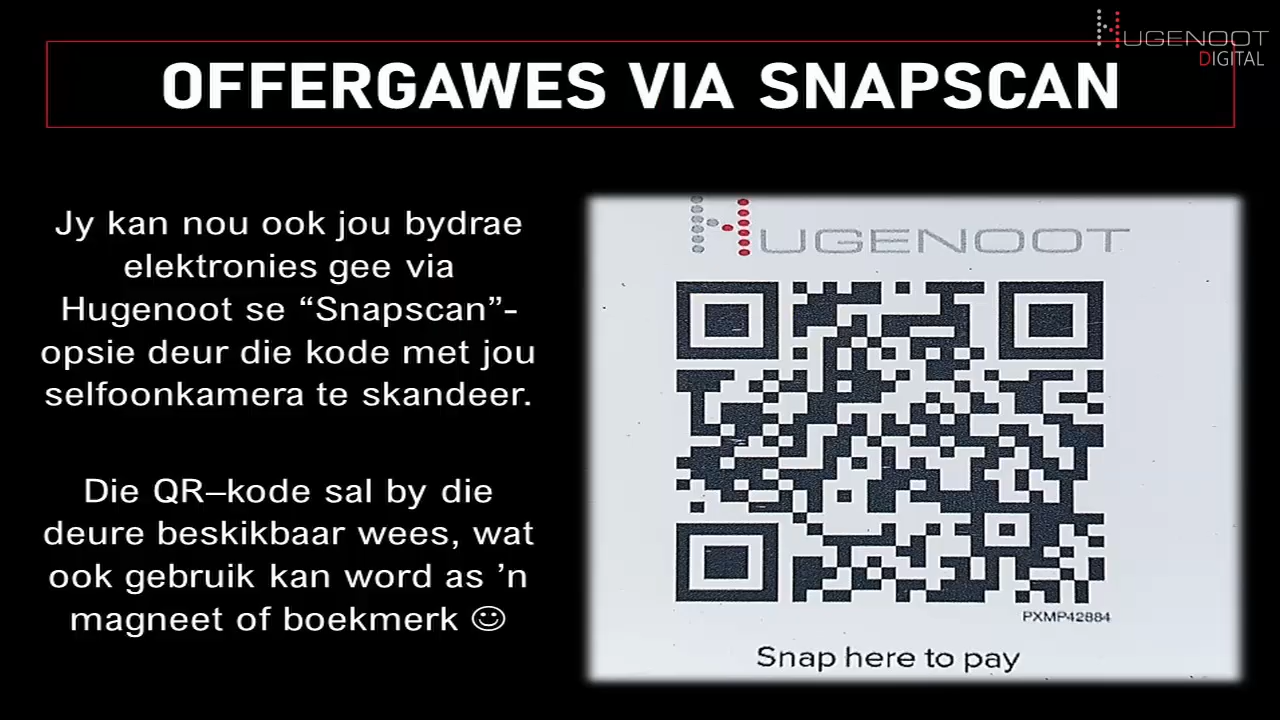 HUGENOOT
DIGITAL
OFFERGAWES VIA SNAPSCAN
Jy kan nou ook jou bydrae
elektronies gee via
Hugenoot se “Snapscan”-
opsie deur die kode met jou
selfoonkamera te skandeer.
Die QR–kode sal by die
deure beskikbaar wees, wat
ook gebruik kan word as ’n
magneet of boekmerk ☺
HUGENOOT
PXMP42884
Snap here to pay